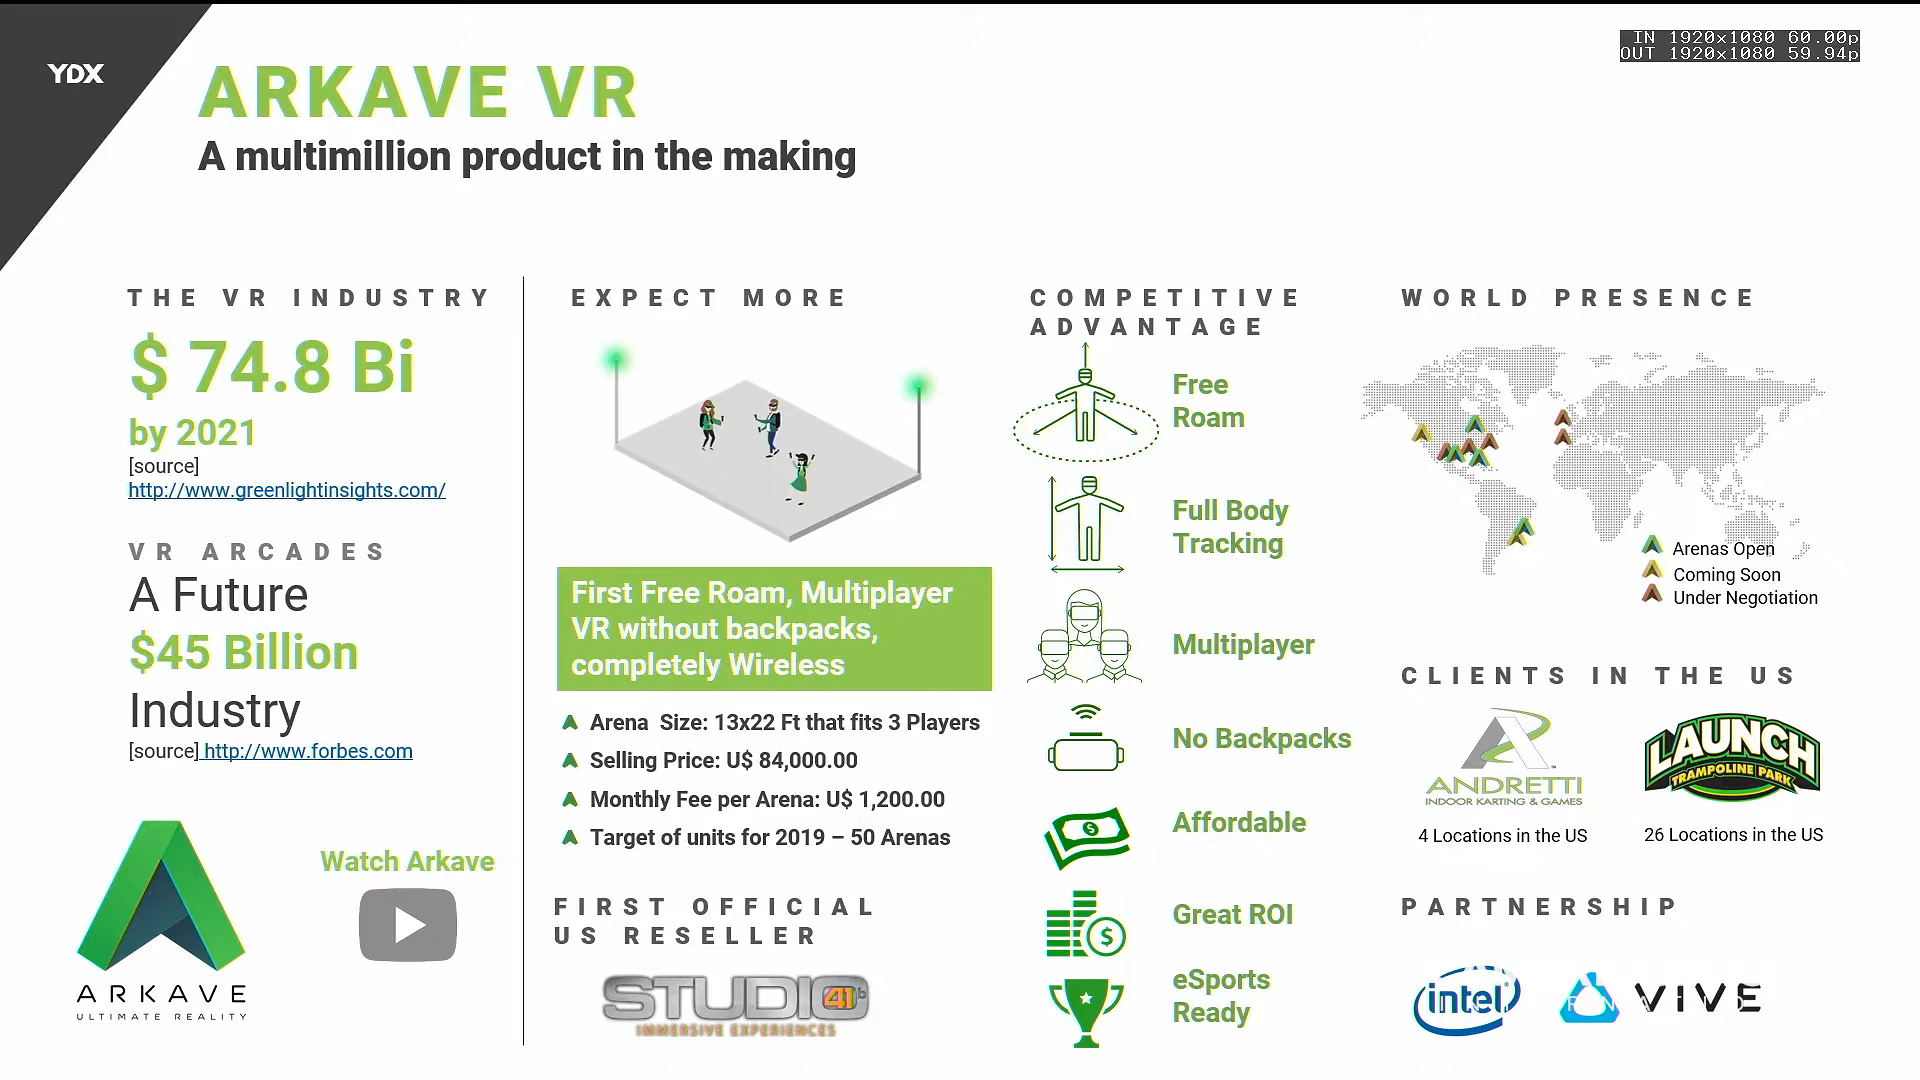 YDX
IN 1920x1080 60.00p
OUT 1920x1080 59.94p
ARKAVE VR
A multimillion product in the making
THE VR INDUSTRY
$ 74.8 Bi
by 2021
[source]
http://www.greenlightinsights.com/
VR ARCADES
A Future
$45 Billion
Industry
[source] http://www.forbes.com
Watch Arkave
ARKAVE
ULTIMATE REALITY
EXPECT MORE
First Free Roam, Multiplayer
VR without backpacks,
completely Wireless
Arena  Size: 13x22 Ft that fits 3 Players
Selling Price: U$ 84,000.00
Monthly Fee per Arena: U$ 1,200.00
Target of units for 2019 – 50 Arenas
FIRST OFFICIAL
US RESELLER
STUDIO 41b
IMMERSIVE EXPERIENCES
COMPETITIVE
ADVANTAGE
Free
Roam
Full Body
Tracking
Multiplayer
No Backpacks
Affordable
Great ROI
eSports
Ready
WORLD PRESENCE
Arenas Open
Coming Soon
Under Negotiation
CLIENTS IN THE US
ANDRETTI
INDOOR KARTING & GAMES
4 Locations in the US
LAUNCH
TRAMPOLINE PARK
26 Locations in the US
PARTNERSHIP
intel
VIVE